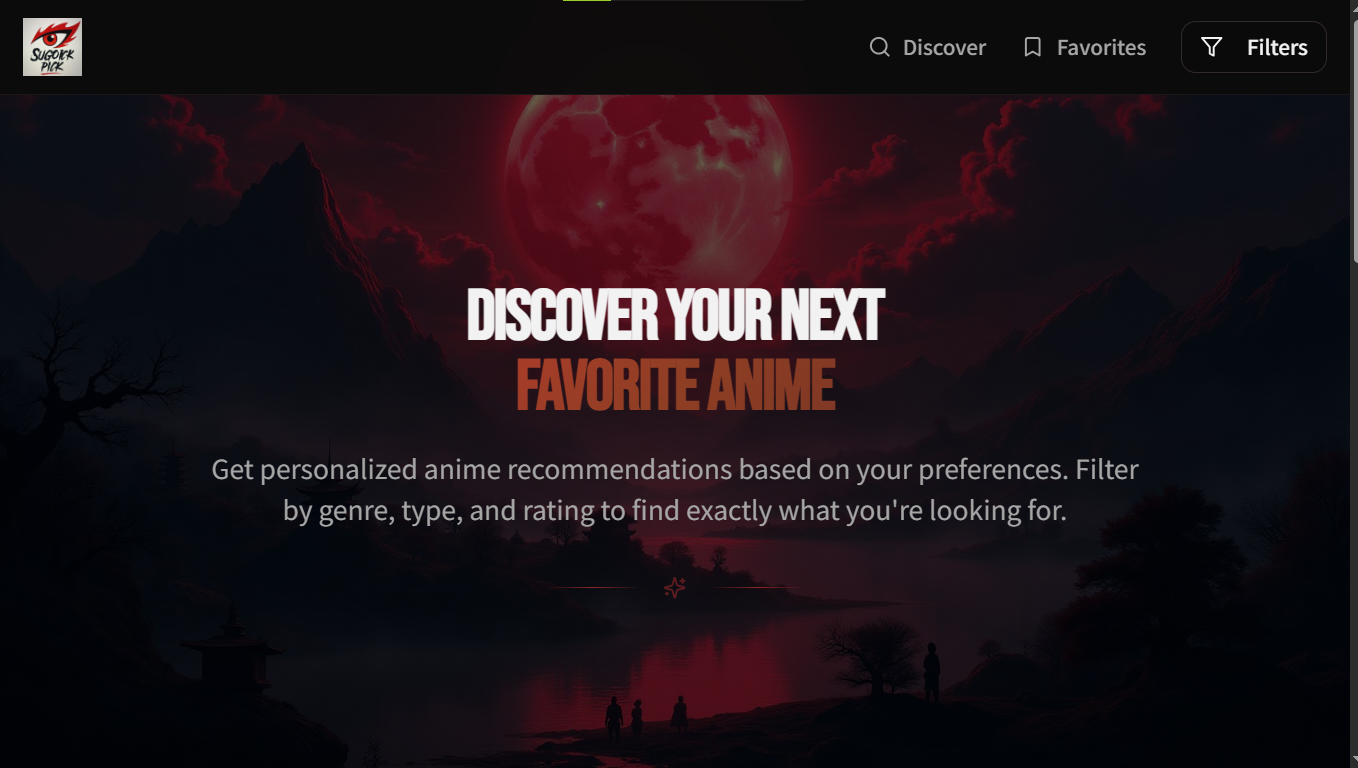 SUGOICK
PICK
Discover
Favorites
Filters
DISCOVER YOUR NEXT
FAVORITE ANIME
Get personalized anime recommendations based on your preferences. Filter
by genre, type, and rating to find exactly what you're looking for.